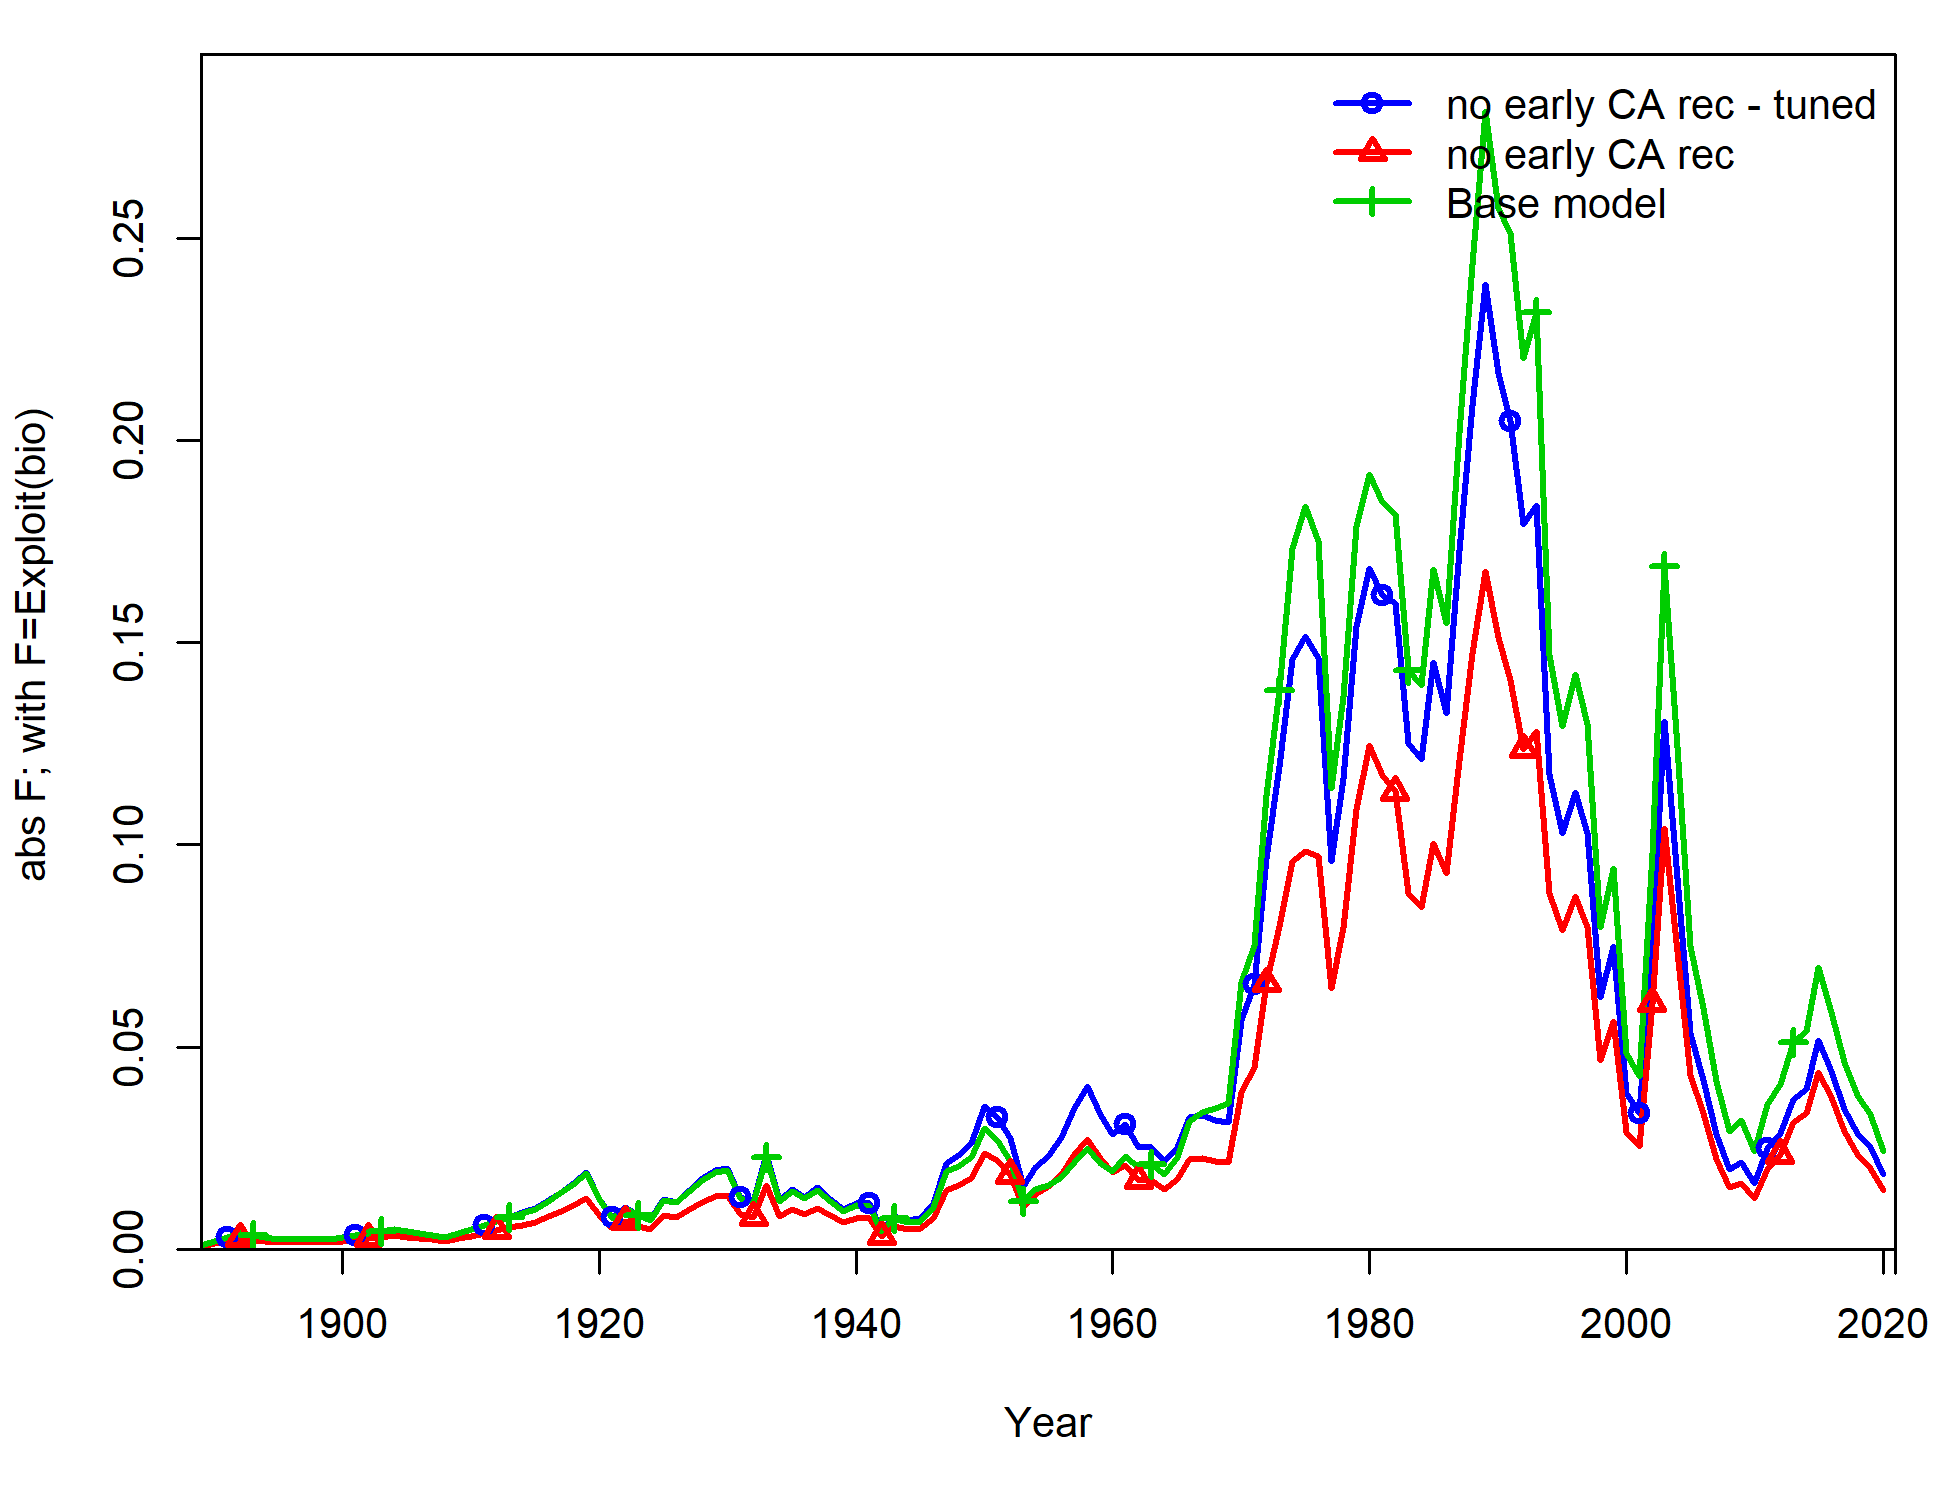 no early CA rec - tuned
no early CA rec
Base model
abs F; with F=Exploit(bio)
0.25
0.20
0.15
0.10
0.05
0.00
1900 1920 1940 1960 1980 2000 2020
Year